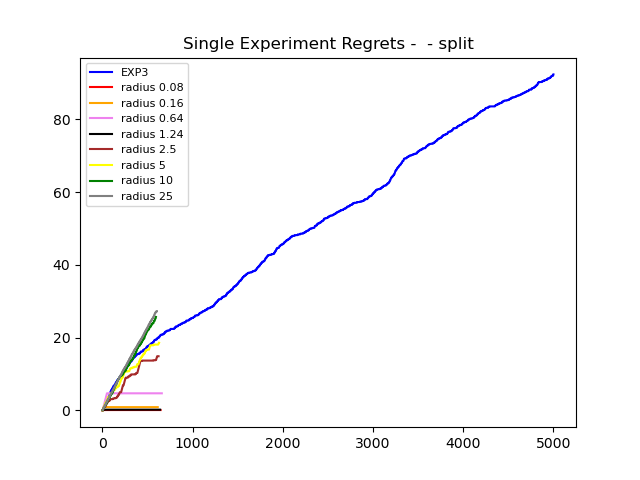 Single Experiment Regrets -  - split
EXP3
radius 0.08
radius 0.16
radius 0.64
radius 1.24
radius 2.5
radius 5
radius 10
radius 25
80
60
40
20
0
0 1000 2000 3000 4000 5000